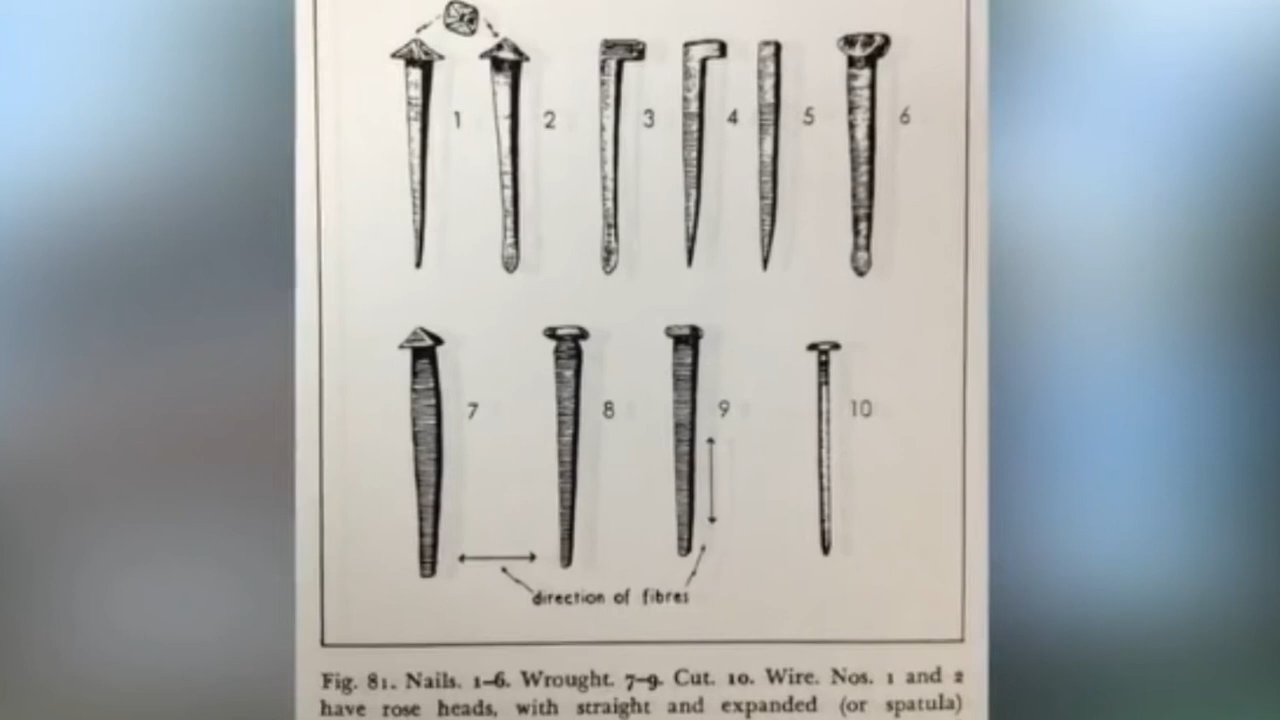 1 2 3 4 5 6
7 8 9 10
direction of fibres
Fig. 81. Nails. 1–6. Wrought. 7–9. Cut. 10. Wire. Nos. 1 and 2
have rose heads, with straight and expanded (or spatula)